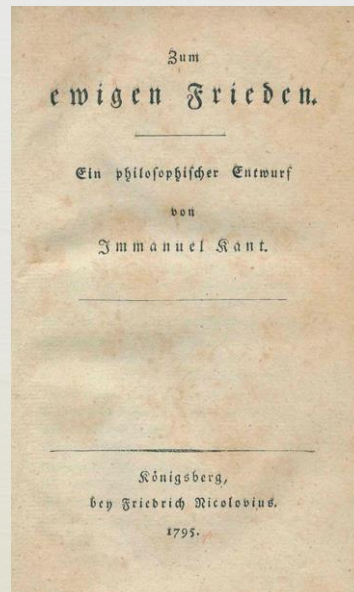 Zum
ewigen Frieden.
Ein philosophischer Entwurf
von
Immanuel Kant.
Königsberg,
bey Friedrich Nicolovius.
1795.